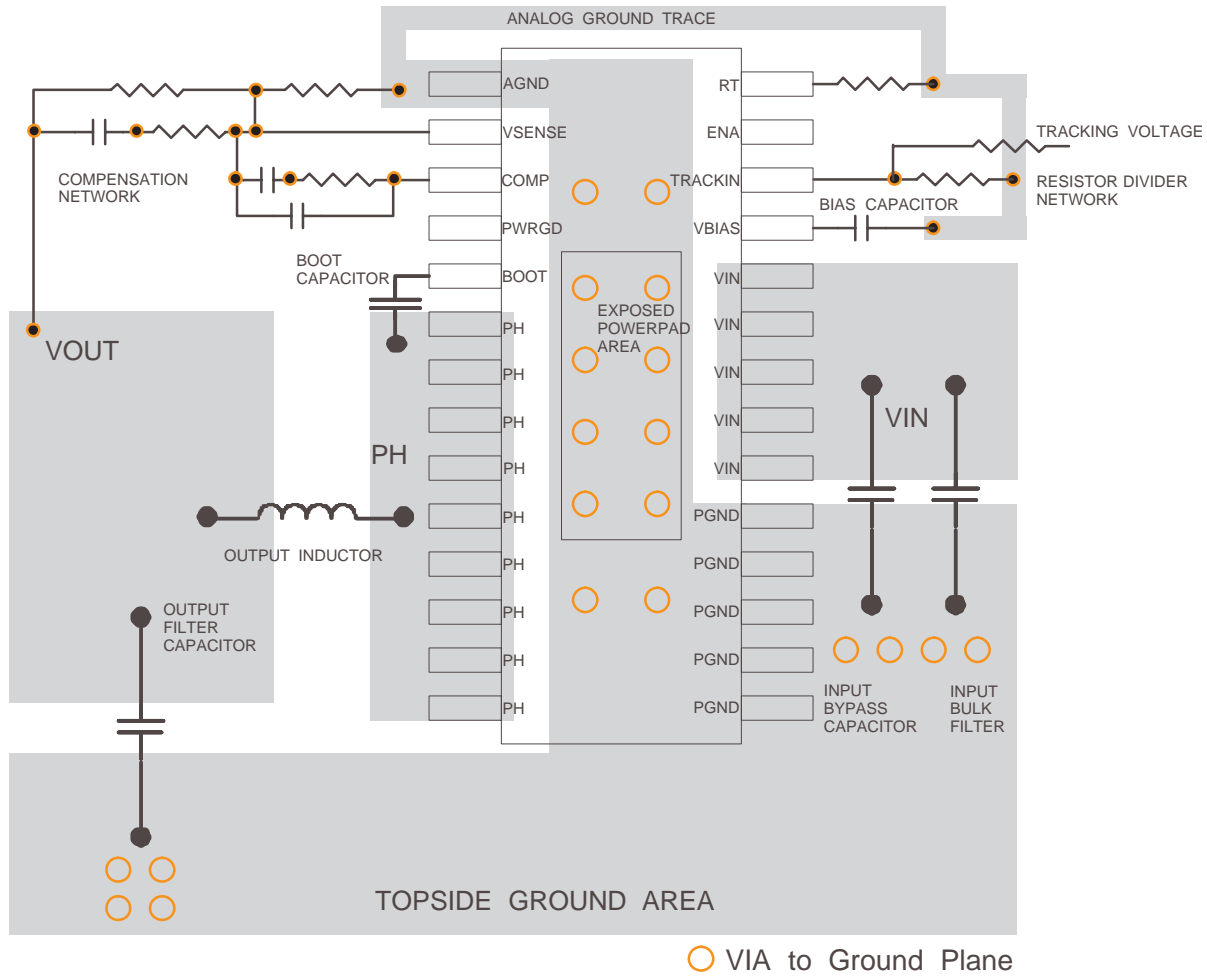 ANALOG GROUND TRACE
AGND
RT
VSENSE
ENA
TRACKING VOLTAGE
COMPENSATION
NETWORK
COMP
TRACKIN
RESISTOR DIVIDER
NETWORK
BIAS CAPACITOR
PWRGD
VBIAS
BOOT
CAPACITOR
BOOT
VIN
EXPOSED
POWERPAD
AREA
PH
VIN
VOUT
PH
VIN
PH
VIN
VIN
PH
PH
VIN
PH
PGND
OUTPUT INDUCTOR
PH
PGND
OUTPUT
FILTER
CAPACITOR
PH
PGND
PH
PGND
PH
PGND
INPUT
BYPASS
CAPACITOR
INPUT
BULK
FILTER
TOPSIDE GROUND AREA
VIA to Ground Plane